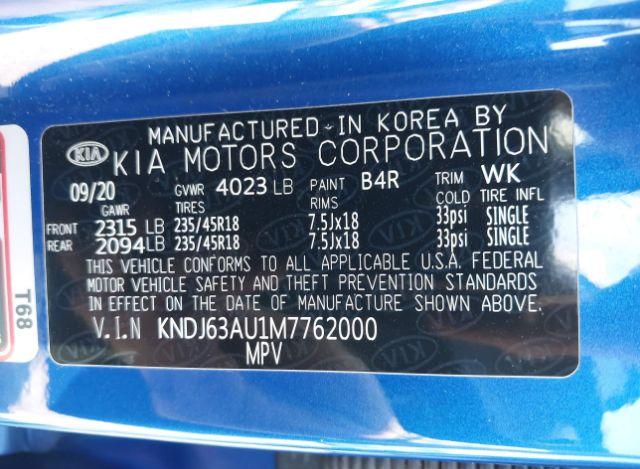 MANUFACTURED IN KOREA BY
KIA KIA MOTORS CORPORATION
09/20 GVWR 4023 LB PAINT B4R TRIM WK
GAWR TIRES RIMS COLD TIRE INFL
FRONT 2315 LB 235/45R18 7.5Jx18 33psi SINGLE
REAR 2094 LB 235/45R18 7.5Jx18 33psi SINGLE
THIS VEHICLE CONFORMS TO ALL APPLICABLE U.S.A. FEDERAL
MOTOR VEHICLE SAFETY AND THEFT PREVENTION STANDARDS
IN EFFECT ON THE DATE OF MANUFACTURE SHOWN ABOVE.
V.I.N KNDJ63AU1M7762000
MPV
T68